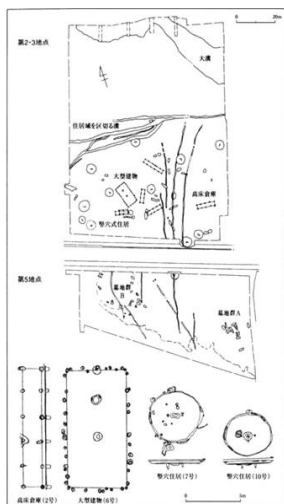 0 20m
第2・3地点
大溝
住居域を区切る溝
大型建物
高床倉庫
竪穴式住居
第5地点
墓地群
B
墓地群A
高床倉庫(2号)
大型建物(6号)
竪穴住居(7号)
竪穴住居(10号)